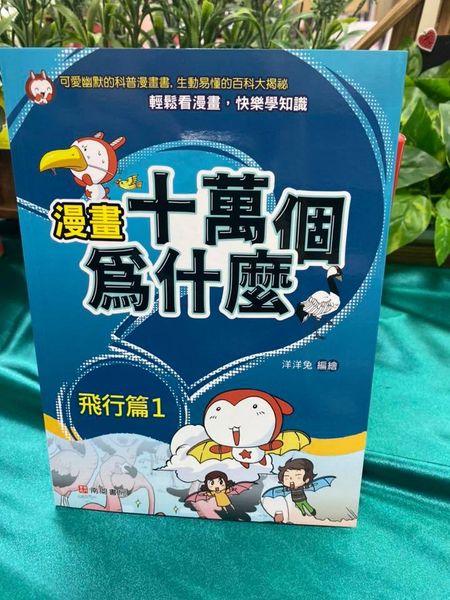 可愛幽默的科普漫畫書，生動易懂的百科大揭祕
輕鬆看漫畫，快樂學知識
漫畫十萬個
為什麼
洋洋兔 編繪
飛行篇1